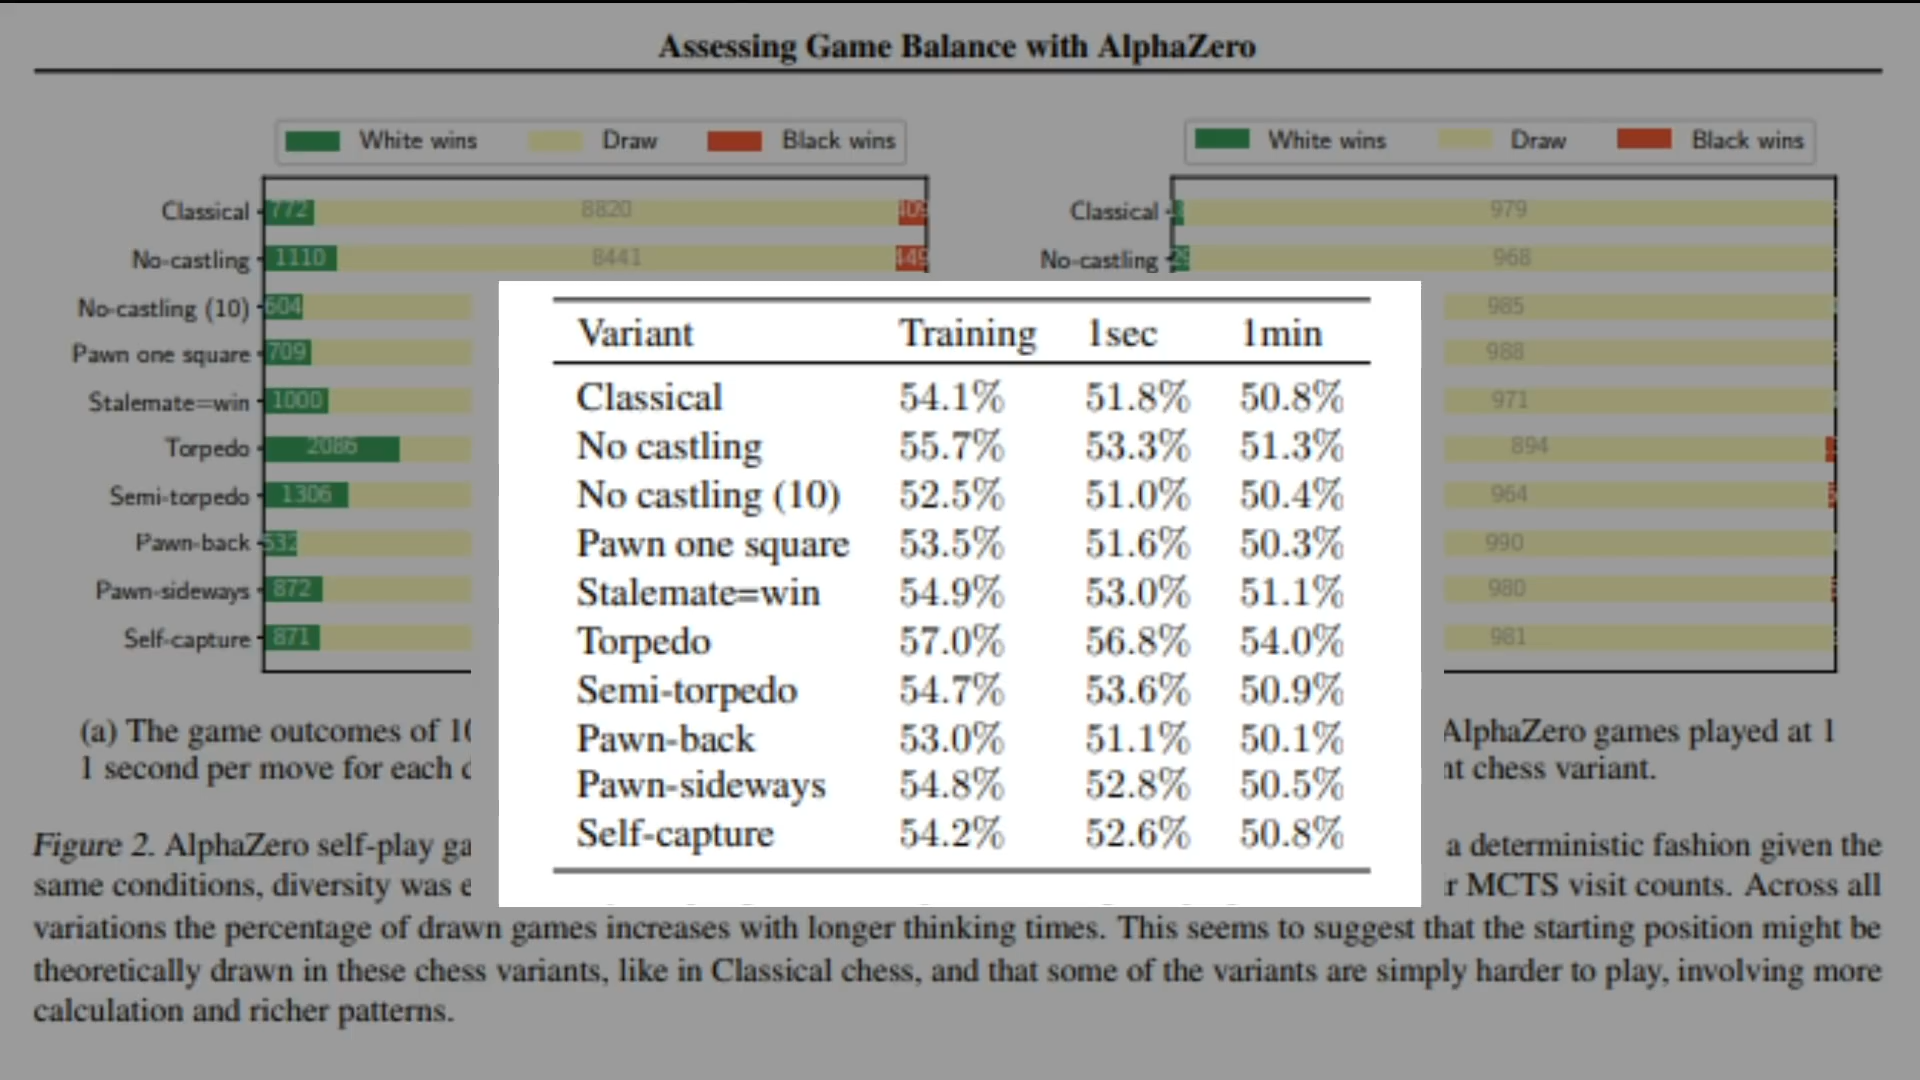 Assessing Game Balance with AlphaZero
White wins Draw Black wins
White wins Draw Black wins
Classical 772 8820 409
No-castling 1110 8441 449
No-castling (10) 604
Pawn one square 709
Stalemate=win 1000
Torpedo 2086
Semi-torpedo 1306
Pawn-back 532
Pawn-sideways 872
Self-capture 871
Classical 979
No-castling 29 968
985
988
971
894
964
990
980
981
Variant Training 1sec 1min
Classical 54.1% 51.8% 50.8%
No castling 55.7% 53.3% 51.3%
No castling (10) 52.5% 51.0% 50.4%
Pawn one square 53.5% 51.6% 50.3%
Stalemate=win 54.9% 53.0% 51.1%
Torpedo 57.0% 56.8% 54.0%
Semi-torpedo 54.7% 53.6% 50.9%
Pawn-back 53.0% 51.1% 50.1%
Pawn-sideways 54.8% 52.8% 50.5%
Self-capture 54.2% 52.6% 50.8%
(a) The game outcomes of 10
1 second per move for each d
AlphaZero games played at 1
nt chess variant.
Figure 2. AlphaZero self-play ga
a deterministic fashion given the
same conditions, diversity was e
r MCTS visit counts. Across all
variations the percentage of drawn games increases with longer thinking times. This seems to suggest that the starting position might be
theoretically drawn in these chess variants, like in Classical chess, and that some of the variants are simply harder to play, involving more
calculation and richer patterns.